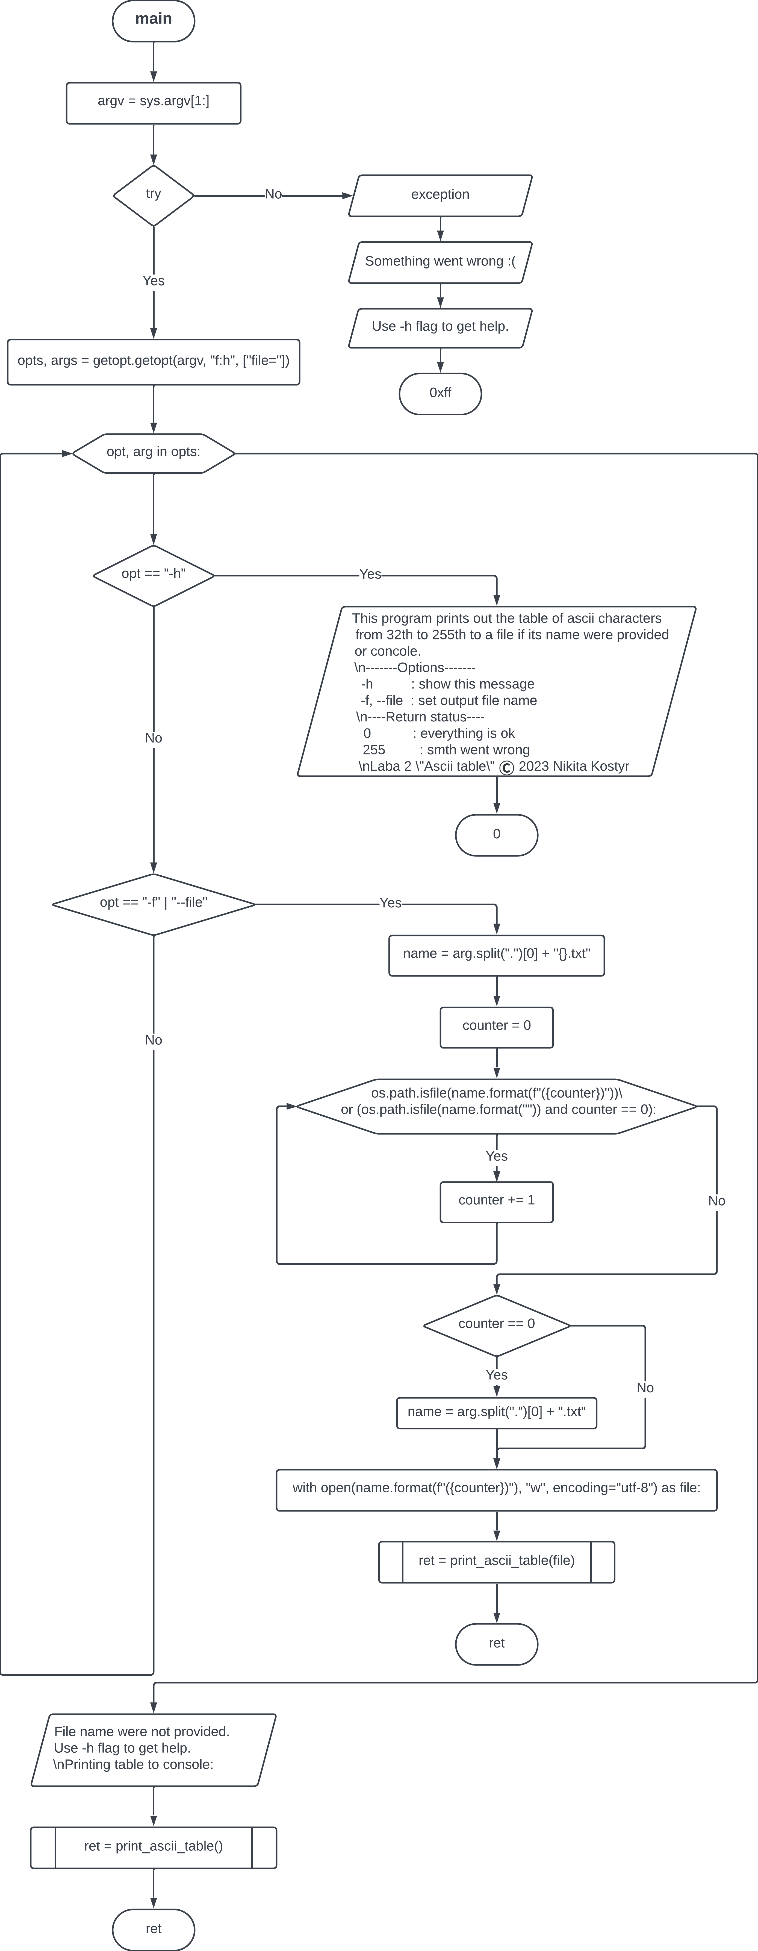 main
argv = sys.argv[1:]
try
No
exception
Something went wrong :(
Use -h flag to get help.
0xff
Yes
opts, args = getopt.getopt(argv, "f:h", ["file="])
opt, arg in opts:
opt == "-h"
Yes
This program prints out the table of ascii characters
from 32th to 255th to a file if its name were provided
or concole.
\n-------Options-------
-h : show this message
-f, --file : set output file name
\n----Return status----
0 : everything is ok
255 : smth went wrong
\nLaba 2 \"Ascii table\" © 2023 Nikita Kostyr
0
No
opt == "-f" | "--file"
Yes
name = arg.split(".")[0] + "{}.txt"
counter = 0
os.path.isfile(name.format(f"({counter})"))\
or (os.path.isfile(name.format("")) and counter == 0):
Yes
counter += 1
No
counter == 0
Yes
No
name = arg.split(".")[0] + ".txt"
with open(name.format(f"({counter})"), "w", encoding="utf-8") as file:
ret = print_ascii_table(file)
ret
No
File name were not provided.
Use -h flag to get help.
\nPrinting table to console:
ret = print_ascii_table()
ret